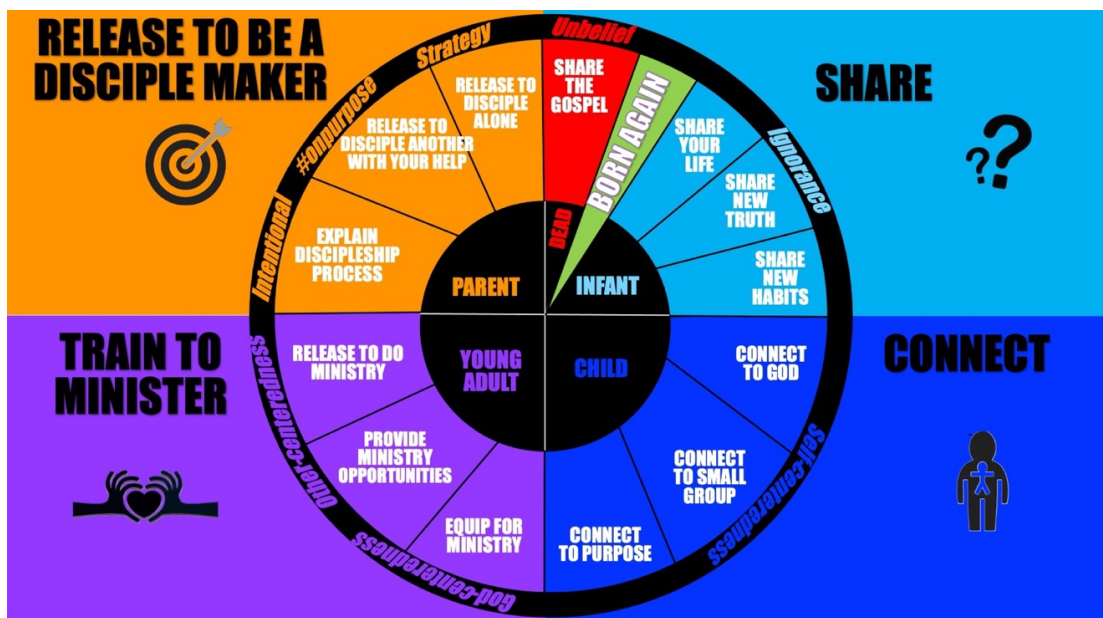 RELEASE TO BE A
DISCIPLE MAKER
SHARE
Unbelief
SHARE
THE
GOSPEL
DEAD
BORN AGAIN
Ignorance
SHARE
YOUR
LIFE
SHARE
NEW
TRUTH
SHARE
NEW
HABITS
INFANT
CONNECT
Self-centeredness
CHILD
CONNECT
TO GOD
CONNECT
TO SMALL
GROUP
CONNECT
TO PURPOSE
TRAIN TO
MINISTER
God-centeredness
Other-centeredness
YOUNG
ADULT
EQUIP FOR
MINISTRY
PROVIDE
MINISTRY
OPPORTUNITIES
RELEASE TO DO
MINISTRY
Intentional
#onpurpose
Strategy
PARENT
EXPLAIN
DISCIPLESHIP
PROCESS
RELEASE TO
DISCIPLE ANOTHER
WITH YOUR HELP
RELEASE TO
DISCIPLE
ALONE
? ?